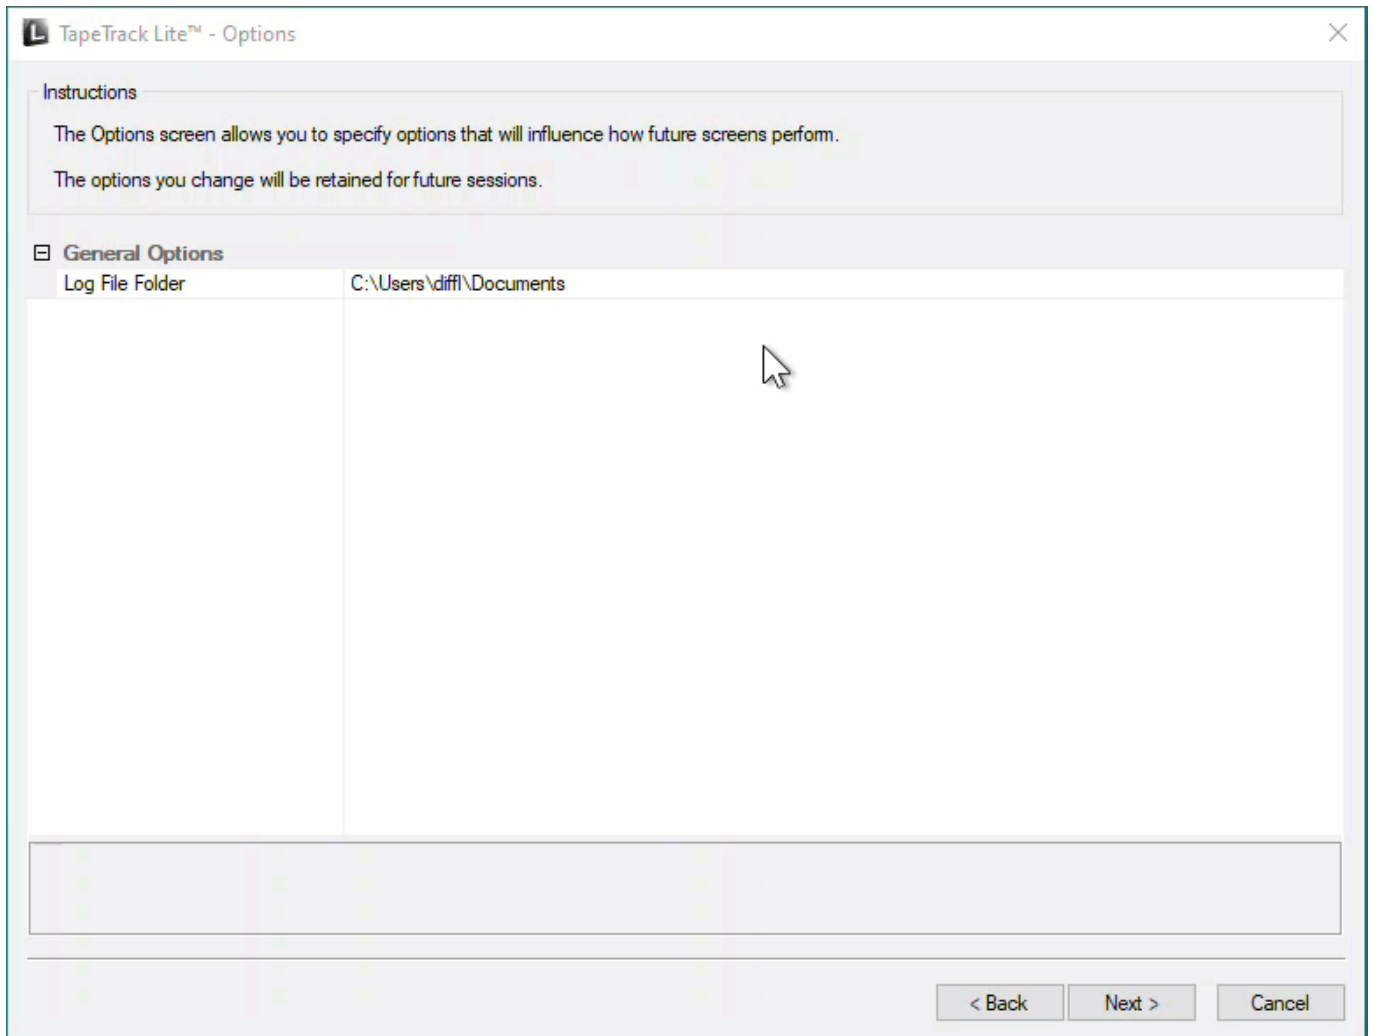 TapeTrack Lite™ - Options
Instructions
The Options screen allows you to specify options that will influence how future screens perform.
The options you change will be retained for future sessions.
General Options
Log File Folder C:\Users\diffl\Documents
< Back Next > Cancel